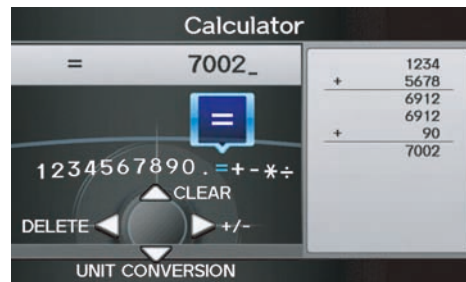 Calculator
= 7002_
=
1234567890.=+-*÷
CLEAR
DELETE
+/-
UNIT CONVERSION
1234
+ 5678
6912
6912
+ 90
7002